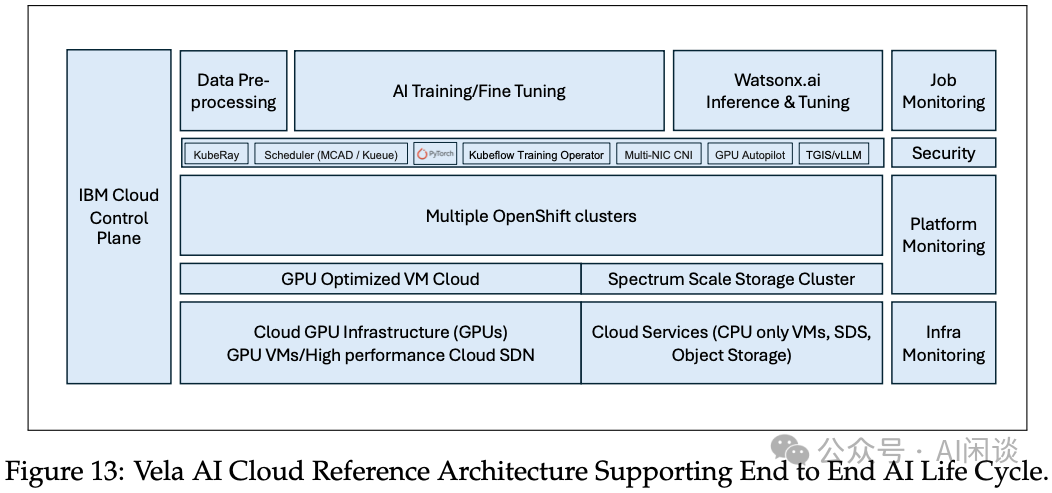 IBM Cloud
Control
Plane
Data Pre-
processing
AI Training/Fine Tuning
Watsonx.ai
Inference & Tuning
Job
Monitoring
KubeRay
Scheduler (MCAD / Kueue)
PyTorch
Kubeflow Training Operator
Multi-NIC CNI
GPU Autopilot
TGIS/vLLM
Security
Multiple OpenShift clusters
Platform
Monitoring
GPU Optimized VM Cloud
Spectrum Scale Storage Cluster
Cloud GPU Infrastructure (GPUs)
GPU VMs/High performance Cloud SDN
Cloud Services (CPU only VMs, SDS,
Object Storage)
Infra
Monitoring
公众号 · AI闲谈
Figure 13: Vela AI Cloud Reference Architecture Supporting End to End AI Life Cycle.